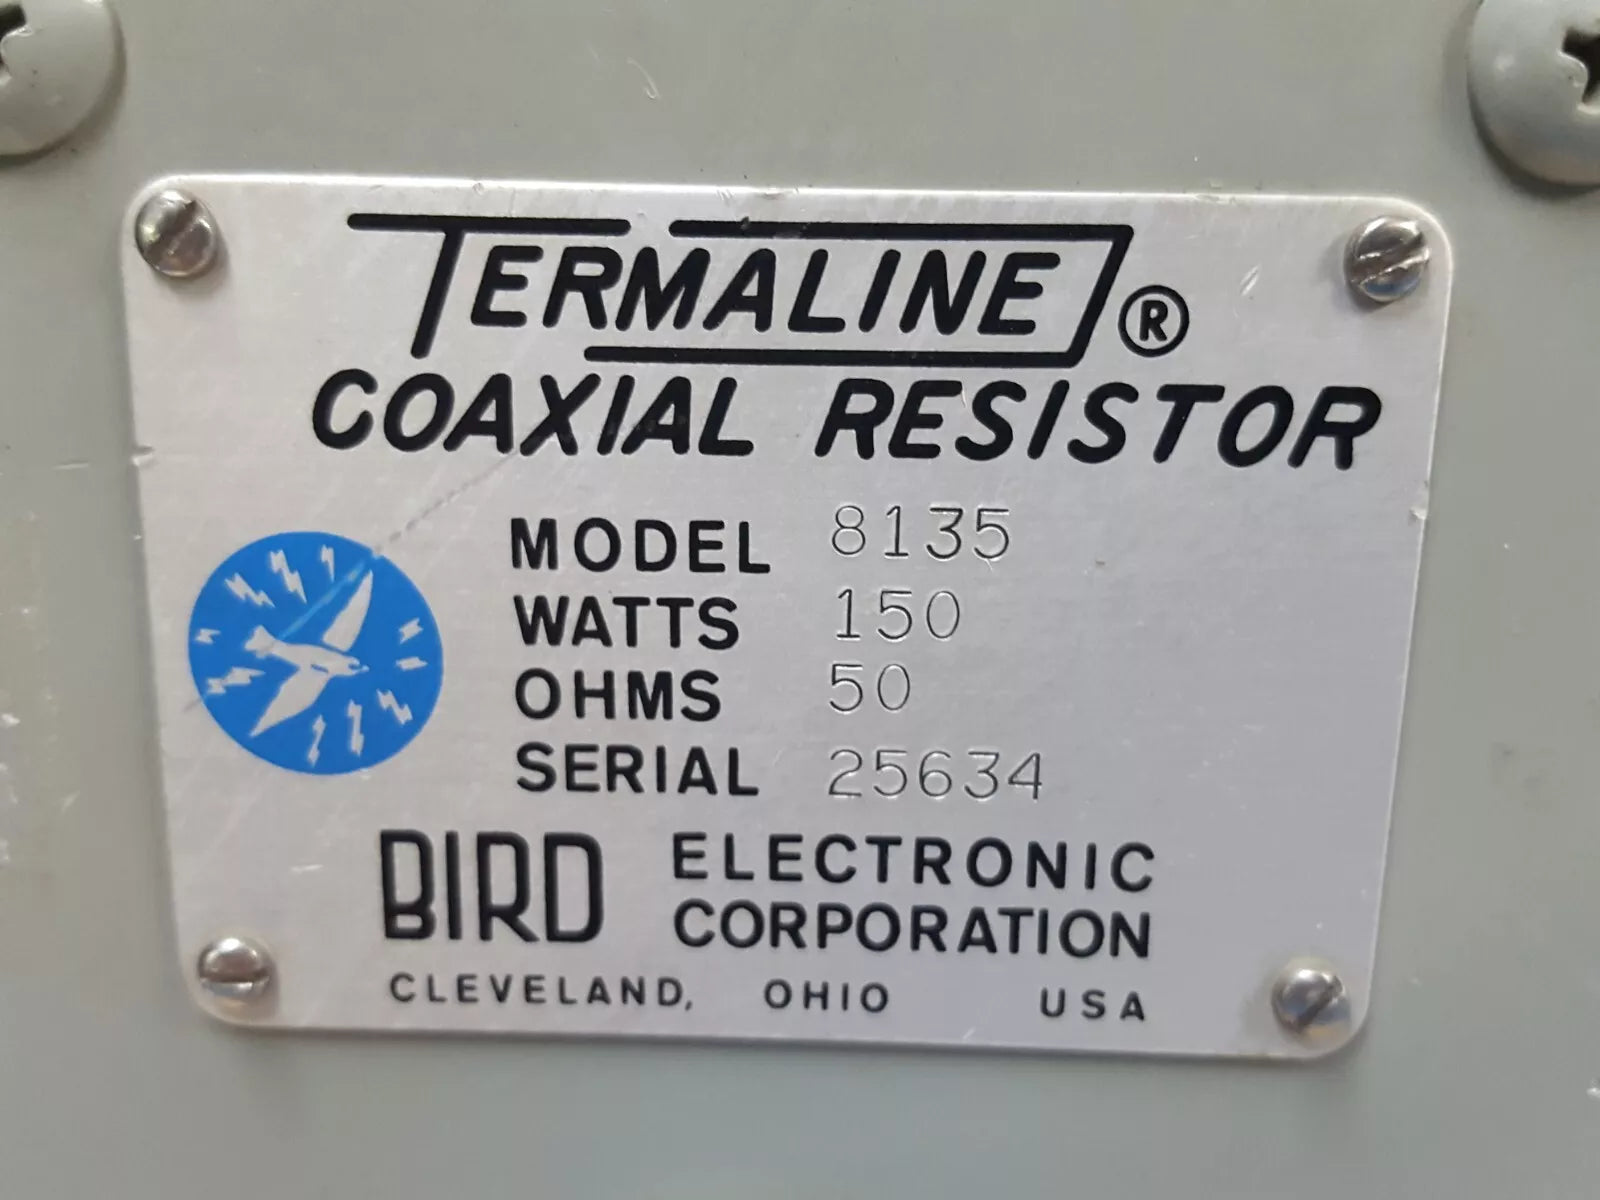 TERMALINE®
COAXIAL RESISTOR
MODEL 8135
WATTS 150
OHMS 50
SERIAL 25634
BIRD ELECTRONIC
CORPORATION
CLEVELAND, OHIO USA